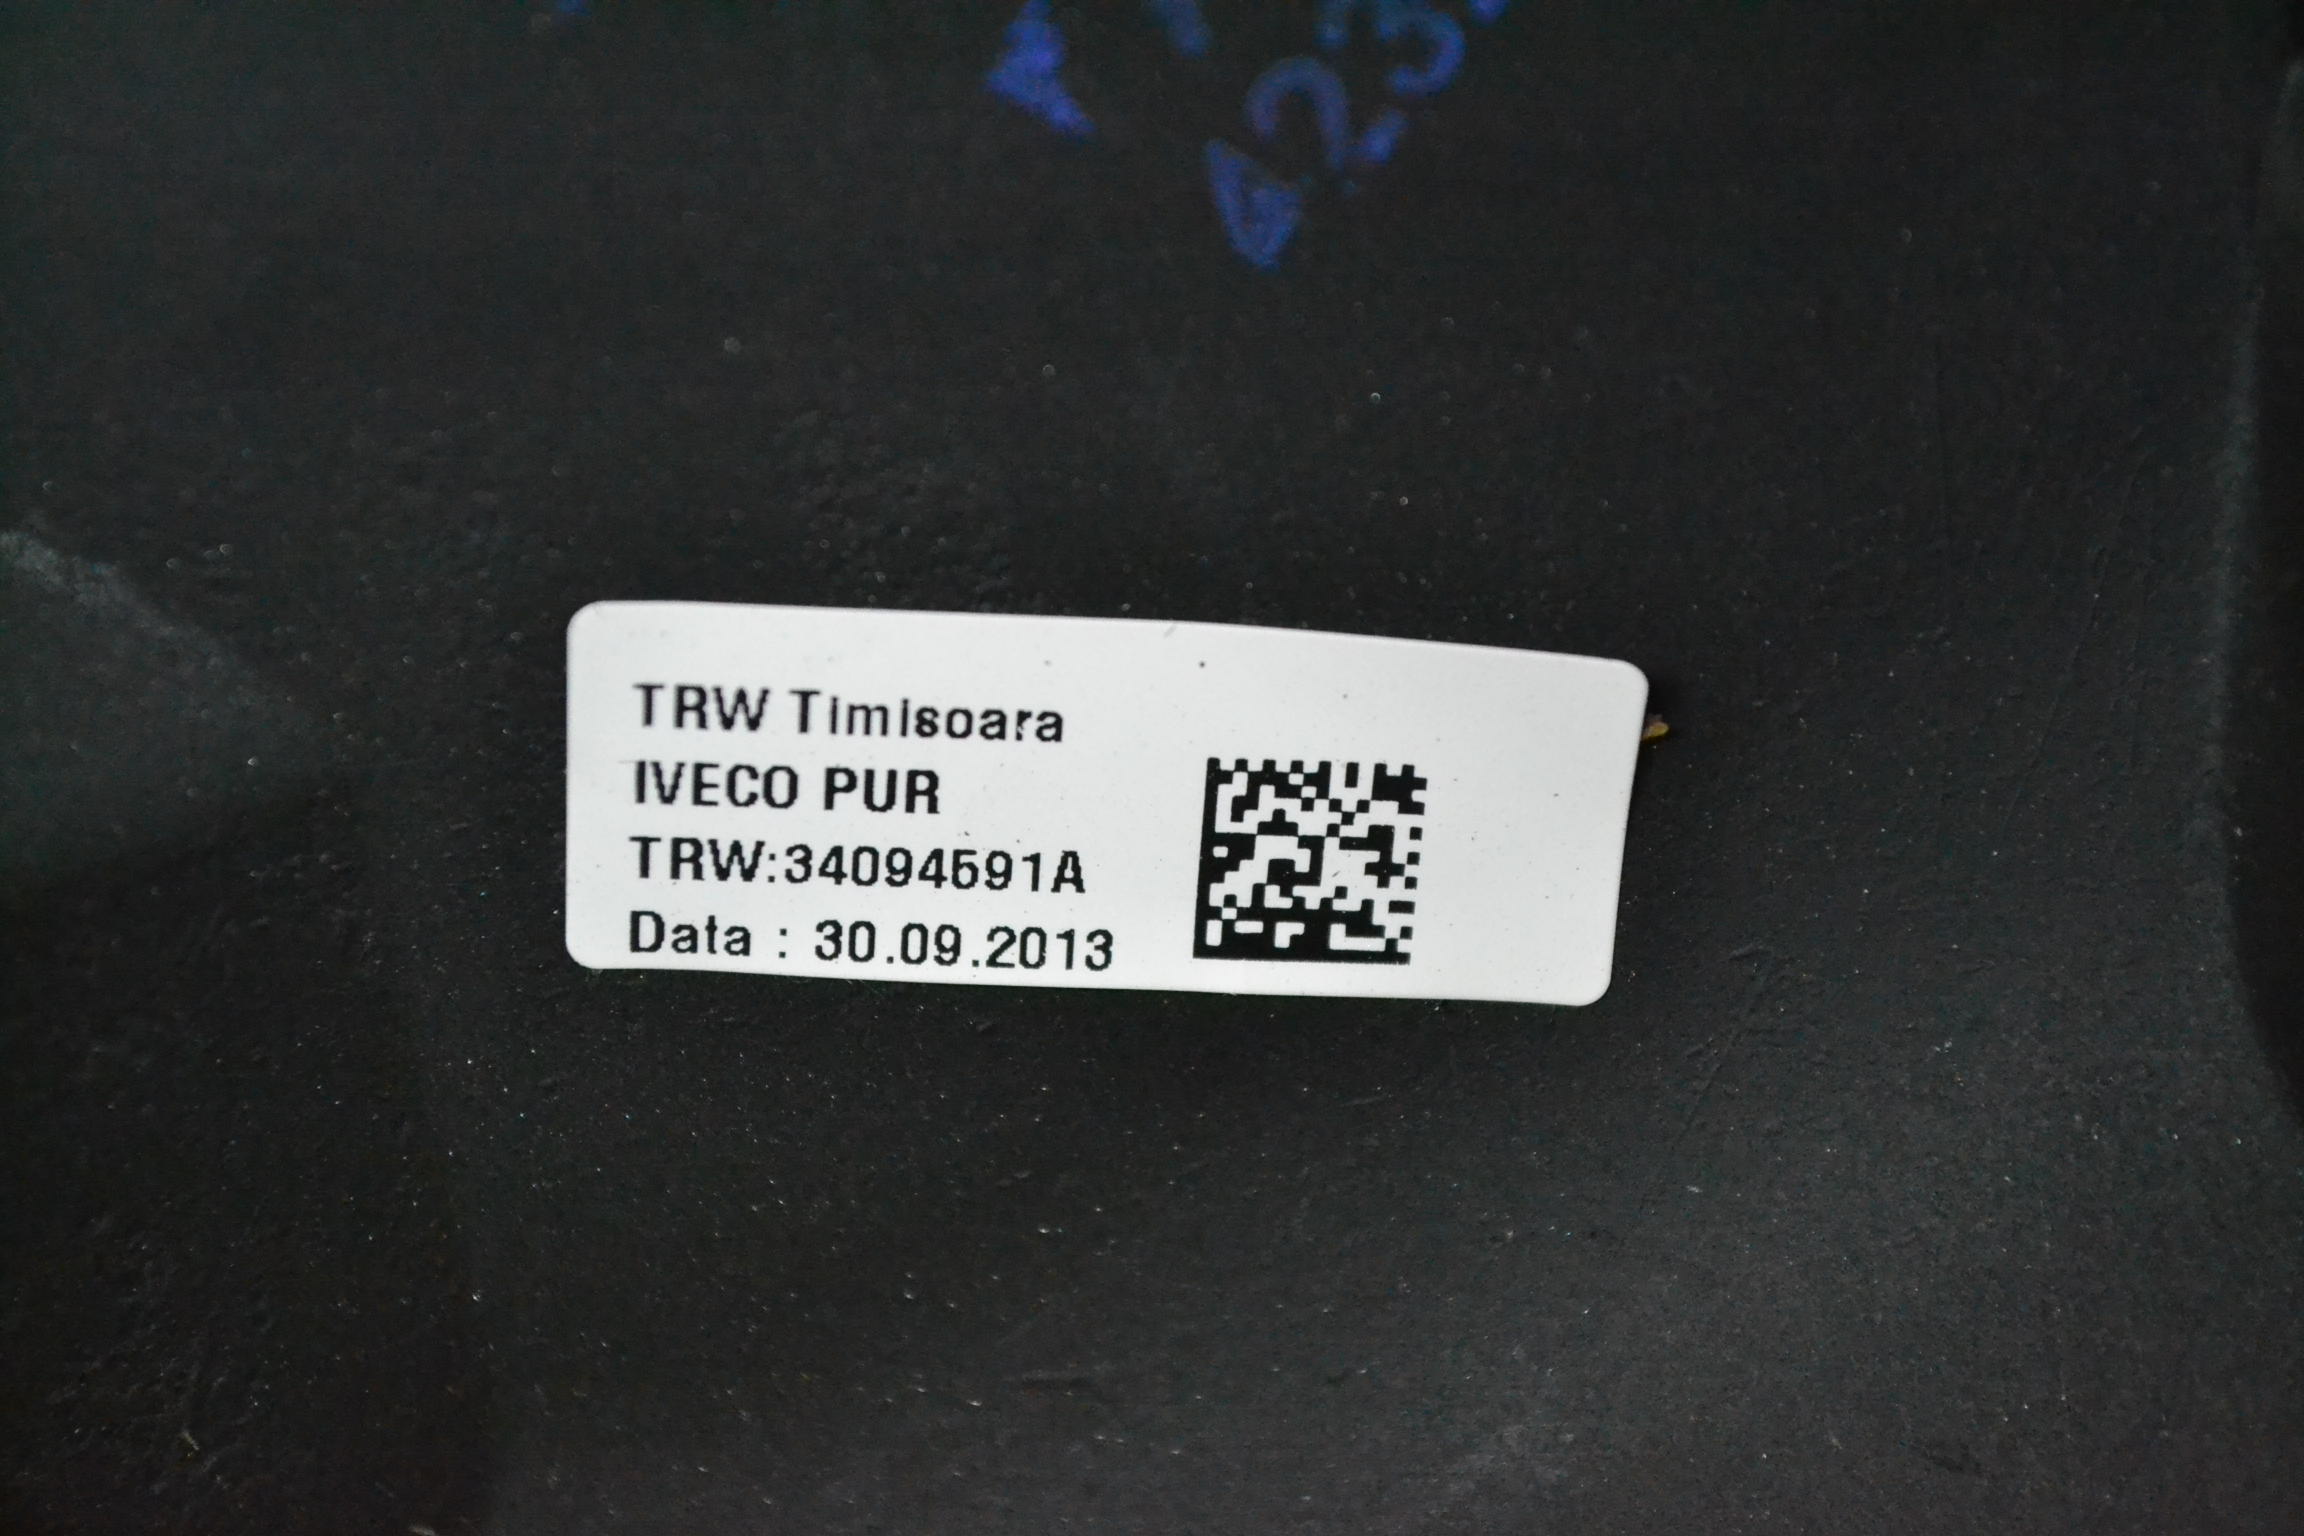 TRW Timisoara
IVECO PUR
TRW:34094591A
Data : 30.09.2013